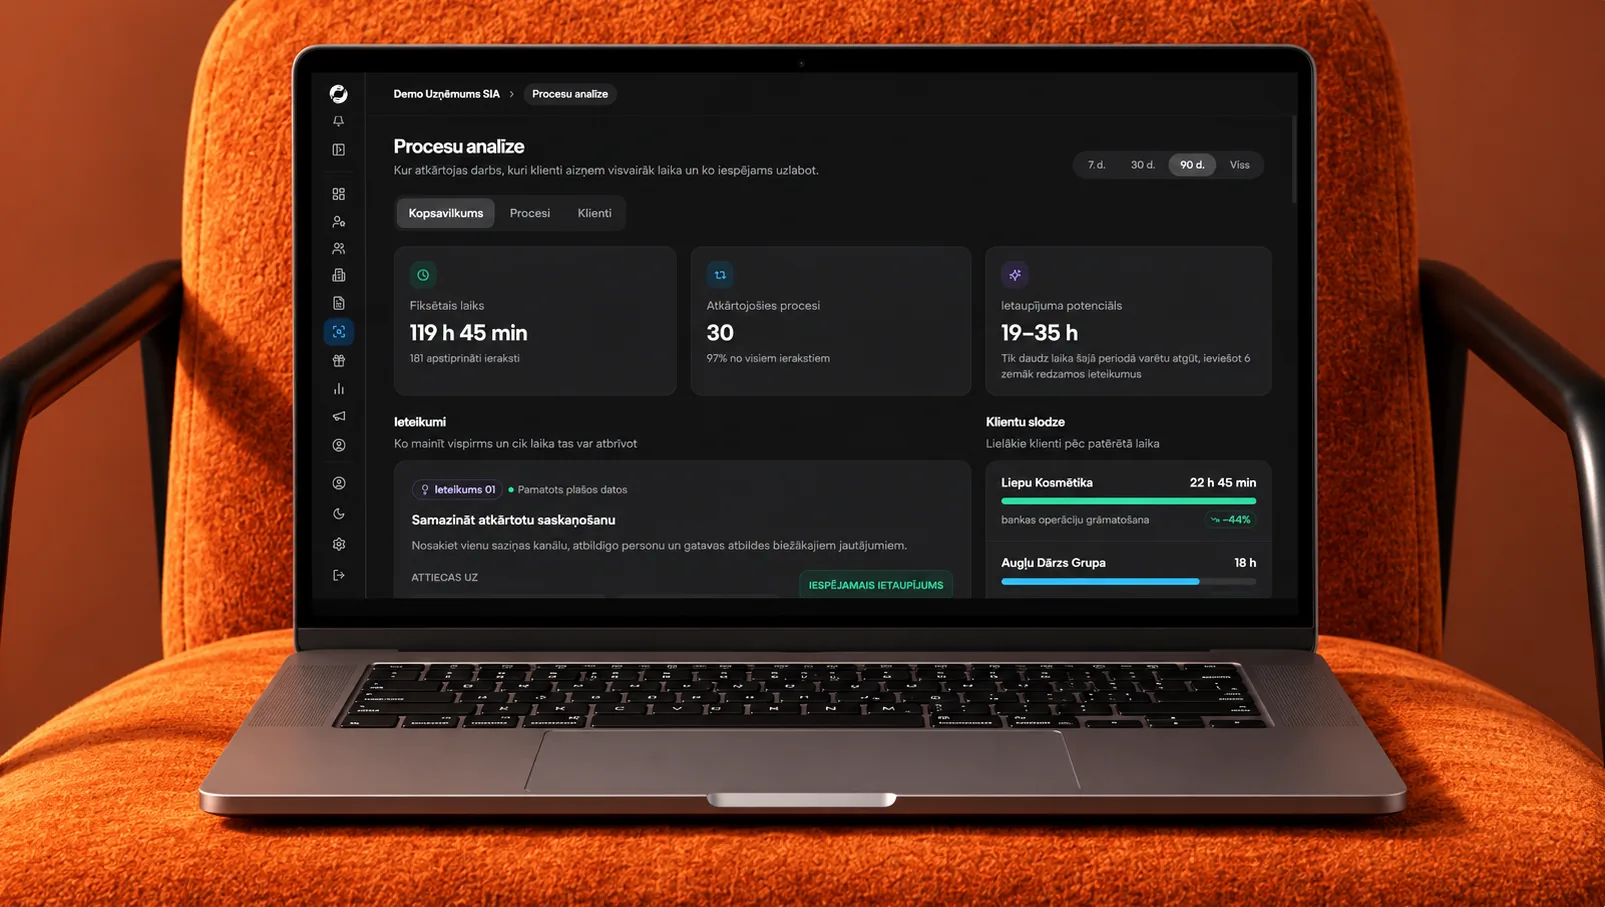 Demo Uzņēmums SIA > Procesu analīze
Procesu analīze
Kur atkārtojas darbs, kuri klienti aizņem visvairāk laika un ko iespējams uzlabot.
7. d. 30 d. 90 d. Viss
Kopsavilkums Procesi Klienti
Fiksētais laiks
119 h 45 min
181 apstiprināti ieraksti
Atkārtojošies procesi
30
97% no visiem ierakstiem
Ietaupījuma potenciāls
19–35 h
Tik daudz laika šajā periodā varētu atgūt, ieviešot 6
zemāk redzamos ieteikumus
Ieteikumi
Ko mainīt vispirms un cik laika tas var atbrīvot
Ieteikums 01 Pamatots plašos datos
Samazināt atkārtotu saskaņošanu
Nosakiet vienu saziņas kanālu, atbildīgo personu un gatavas atbildes biežākajiem jautājumiem.
ATTIECAS UZ
IESPĒJAMAIS IETAUPĪJUMS
Klientu slodze
Lielākie klienti pēc patērētā laika
Liepu Kosmētika 22 h 45 min
bankas operāciju grāmatošana –44%
Augļu Dārzs Grupa 18 h